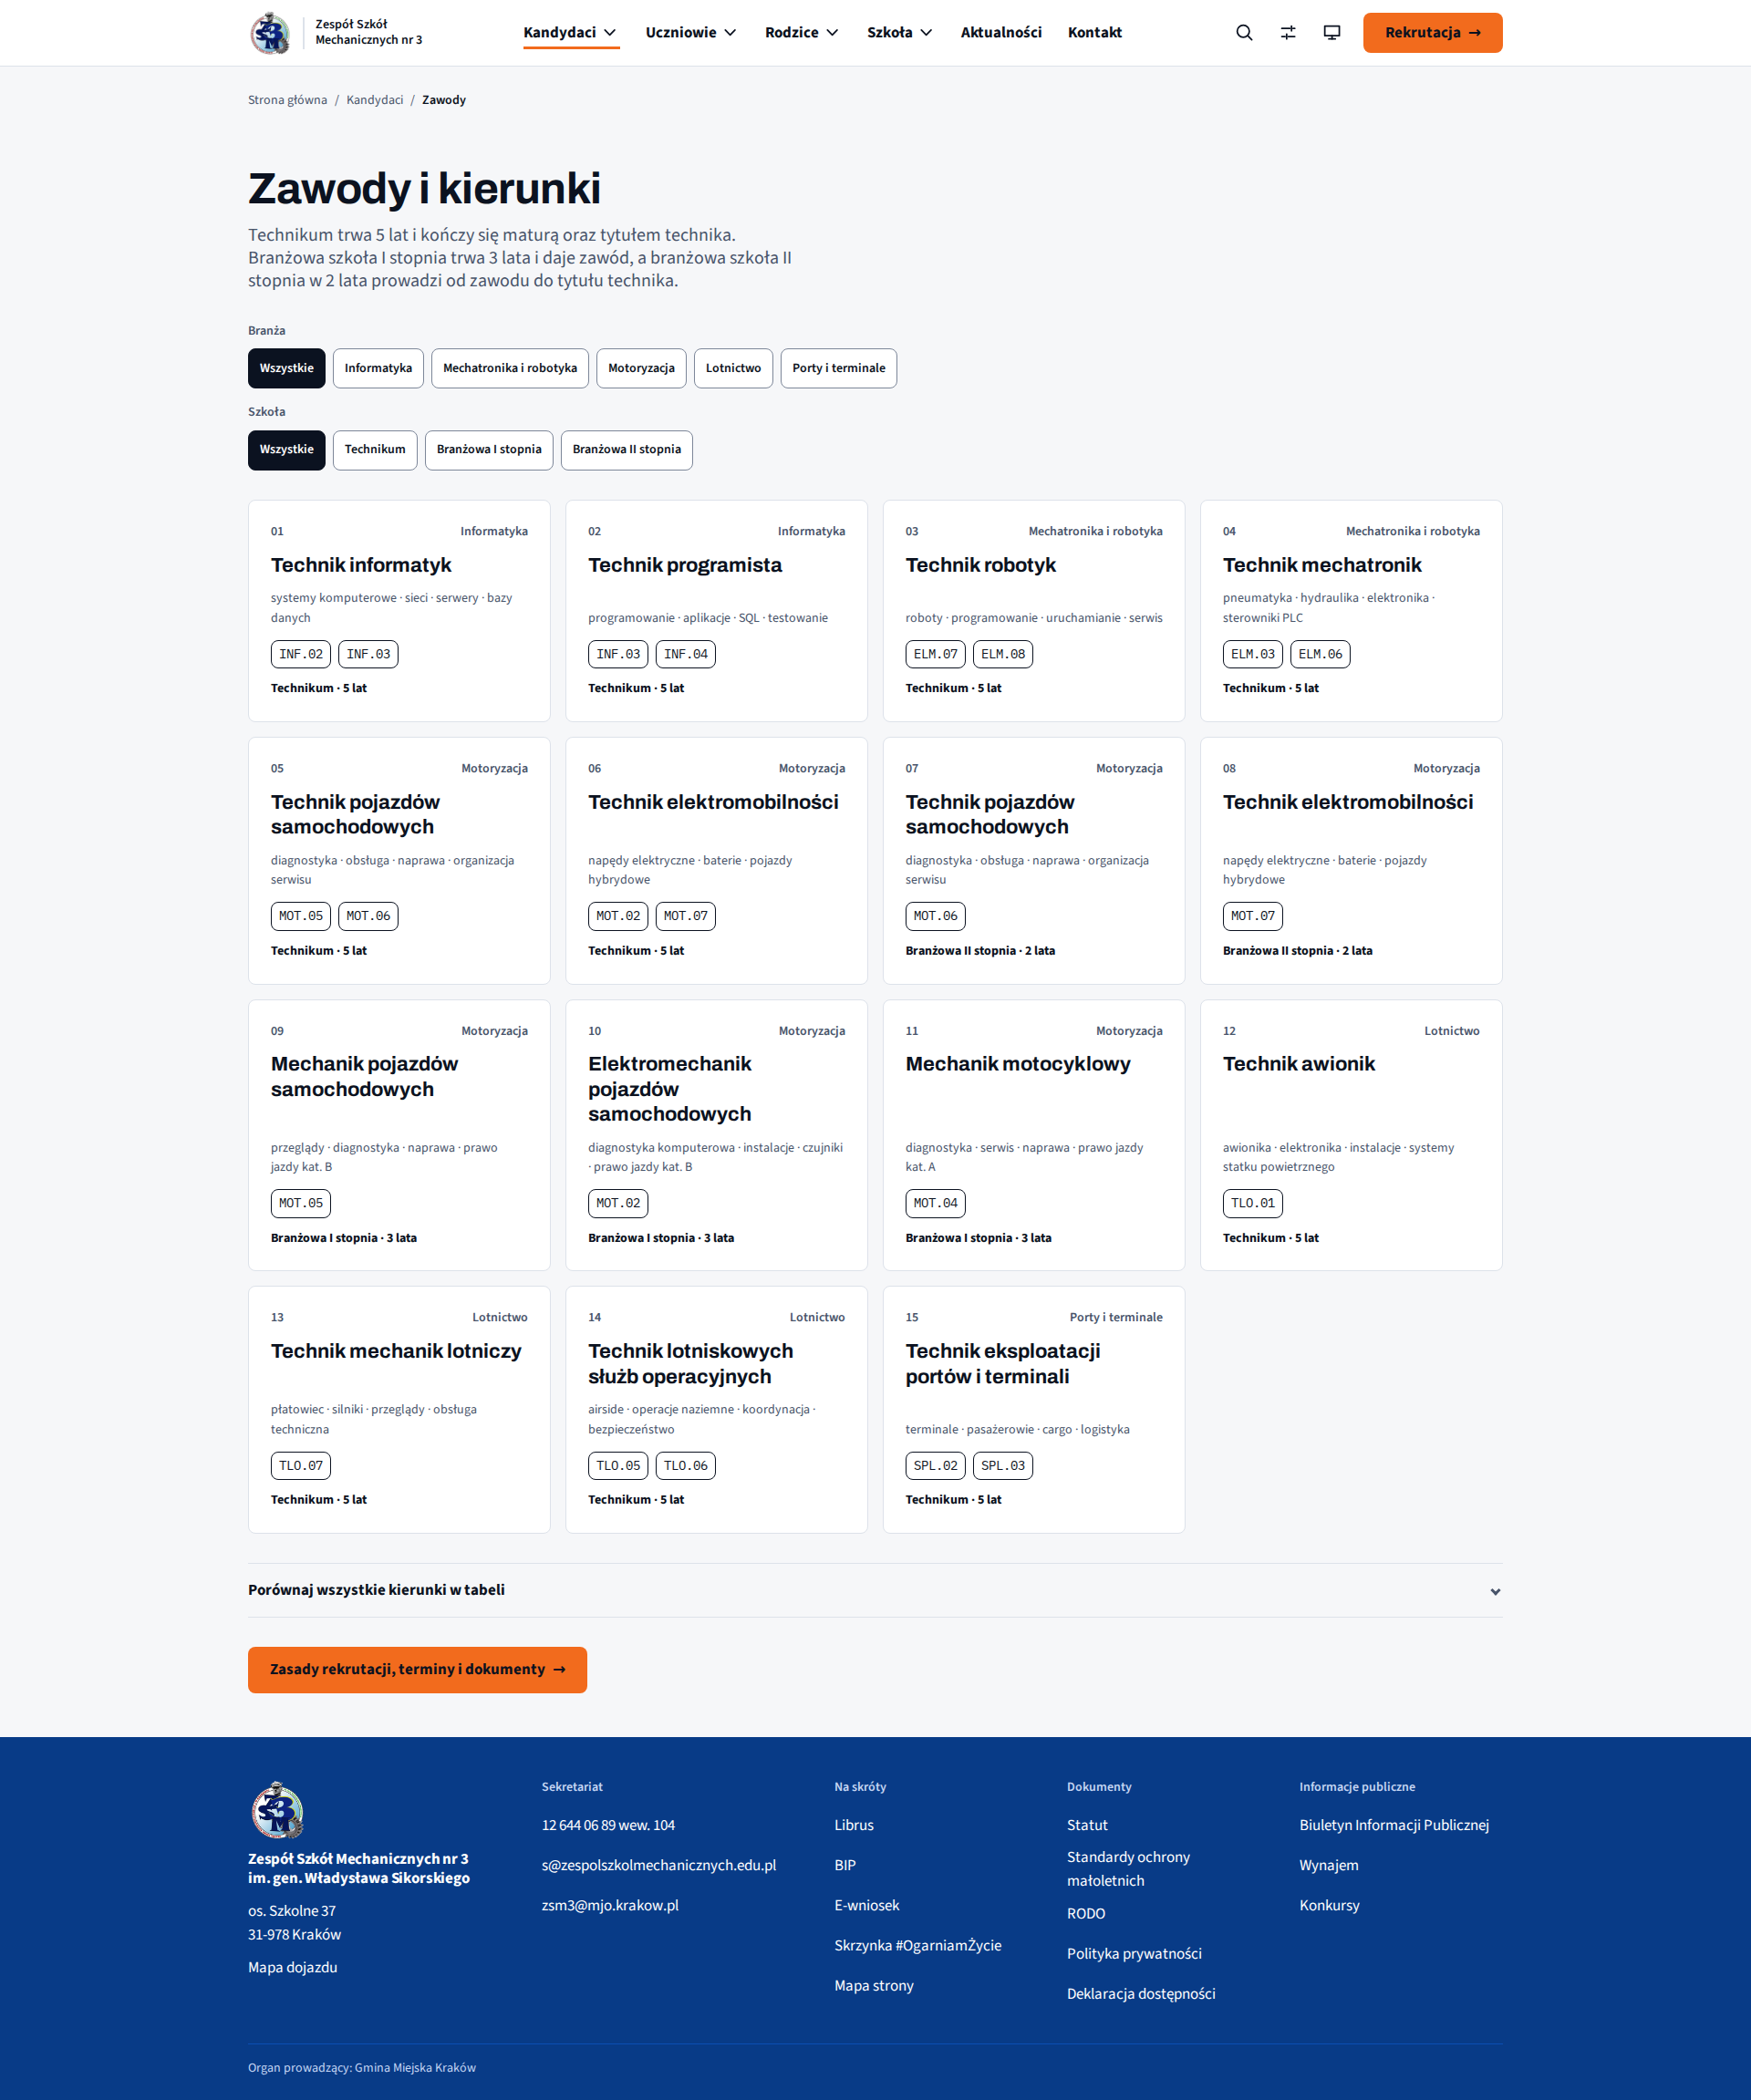 Zespół Szkół
Mechanicznych nr 3
Kandydaci
Uczniowie
Rodzice
Szkoła
Aktualności
Kontakt
Rekrutacja →
Strona główna / Kandydaci / Zawody
Zawody i kierunki
Technikum trwa 5 lat i kończy się maturą oraz tytułem technika.
Branżowa szkoła I stopnia trwa 3 lata i daje zawód, a branżowa szkoła II
stopnia w 2 lata prowadzi od zawodu do tytułu technika.
Branża
Wszystkie
Informatyka
Mechatronika i robotyka
Motoryzacja
Lotnictwo
Porty i terminale
Szkoła
Wszystkie
Technikum
Branżowa I stopnia
Branżowa II stopnia
01 Informatyka
Technik informatyk
systemy komputerowe · sieci · serwery · bazy
danych
INF.02 INF.03
Technikum · 5 lat
02 Informatyka
Technik programista
programowanie · aplikacje · SQL · testowanie
INF.03 INF.04
Technikum · 5 lat
03 Mechatronika i robotyka
Technik robotyk
roboty · programowanie · uruchamianie · serwis
ELM.07 ELM.08
Technikum · 5 lat
04 Mechatronika i robotyka
Technik mechatronik
pneumatyka · hydraulika · elektronika ·
sterowniki PLC
ELM.03 ELM.06
Technikum · 5 lat
05 Motoryzacja
Technik pojazdów
samochodowych
diagnostyka · obsługa · naprawa · organizacja
serwisu
MOT.05 MOT.06
Technikum · 5 lat
06 Motoryzacja
Technik elektromobilności
napędy elektryczne · baterie · pojazdy
hybrydowe
MOT.02 MOT.07
Technikum · 5 lat
07 Motoryzacja
Technik pojazdów
samochodowych
diagnostyka · obsługa · naprawa · organizacja
serwisu
MOT.06
Branżowa II stopnia · 2 lata
08 Motoryzacja
Technik elektromobilności
napędy elektryczne · baterie · pojazdy
hybrydowe
MOT.07
Branżowa II stopnia · 2 lata
09 Motoryzacja
Mechanik pojazdów
samochodowych
przeglądy · diagnostyka · naprawa · prawo
jazdy kat. B
MOT.05
Branżowa I stopnia · 3 lata
10 Motoryzacja
Elektromechanik
pojazdów
samochodowych
diagnostyka komputerowa · instalacje · czujniki
· prawo jazdy kat. B
MOT.02
Branżowa I stopnia · 3 lata
11 Motoryzacja
Mechanik motocyklowy
diagnostyka · serwis · naprawa · prawo jazdy
kat. A
MOT.04
Branżowa I stopnia · 3 lata
12 Lotnictwo
Technik awionik
awionika · elektronika · instalacje · systemy
statku powietrznego
TLO.01
Technikum · 5 lat
13 Lotnictwo
Technik mechanik lotniczy
płatowiec · silniki · przeglądy · obsługa
techniczna
TLO.07
Technikum · 5 lat
14 Lotnictwo
Technik lotniskowych
służb operacyjnych
airside · operacje naziemne · koordynacja ·
bezpieczeństwo
TLO.05 TLO.06
Technikum · 5 lat
15 Porty i terminale
Technik eksploatacji
portów i terminali
terminale · pasażerowie · cargo · logistyka
SPL.02 SPL.03
Technikum · 5 lat
Porównaj wszystkie kierunki w tabeli
Zasady rekrutacji, terminy i dokumenty →
Zespół Szkół Mechanicznych nr 3
im. gen. Władysława Sikorskiego
os. Szkolne 37
31-978 Kraków
Mapa dojazdu
Sekretariat
12 644 06 89 wew. 104
s@zespolszkolmechanicznych.edu.pl
zsm3@mjo.krakow.pl
Na skróty
Librus
BIP
E-wniosek
Skrzynka #OgarniamŻycie
Mapa strony
Dokumenty
Statut
Standardy ochrony
małoletnich
RODO
Polityka prywatności
Deklaracja dostępności
Informacje publiczne
Biuletyn Informacji Publicznej
Wynajem
Konkursy
Organ prowadzący: Gmina Miejska Kraków